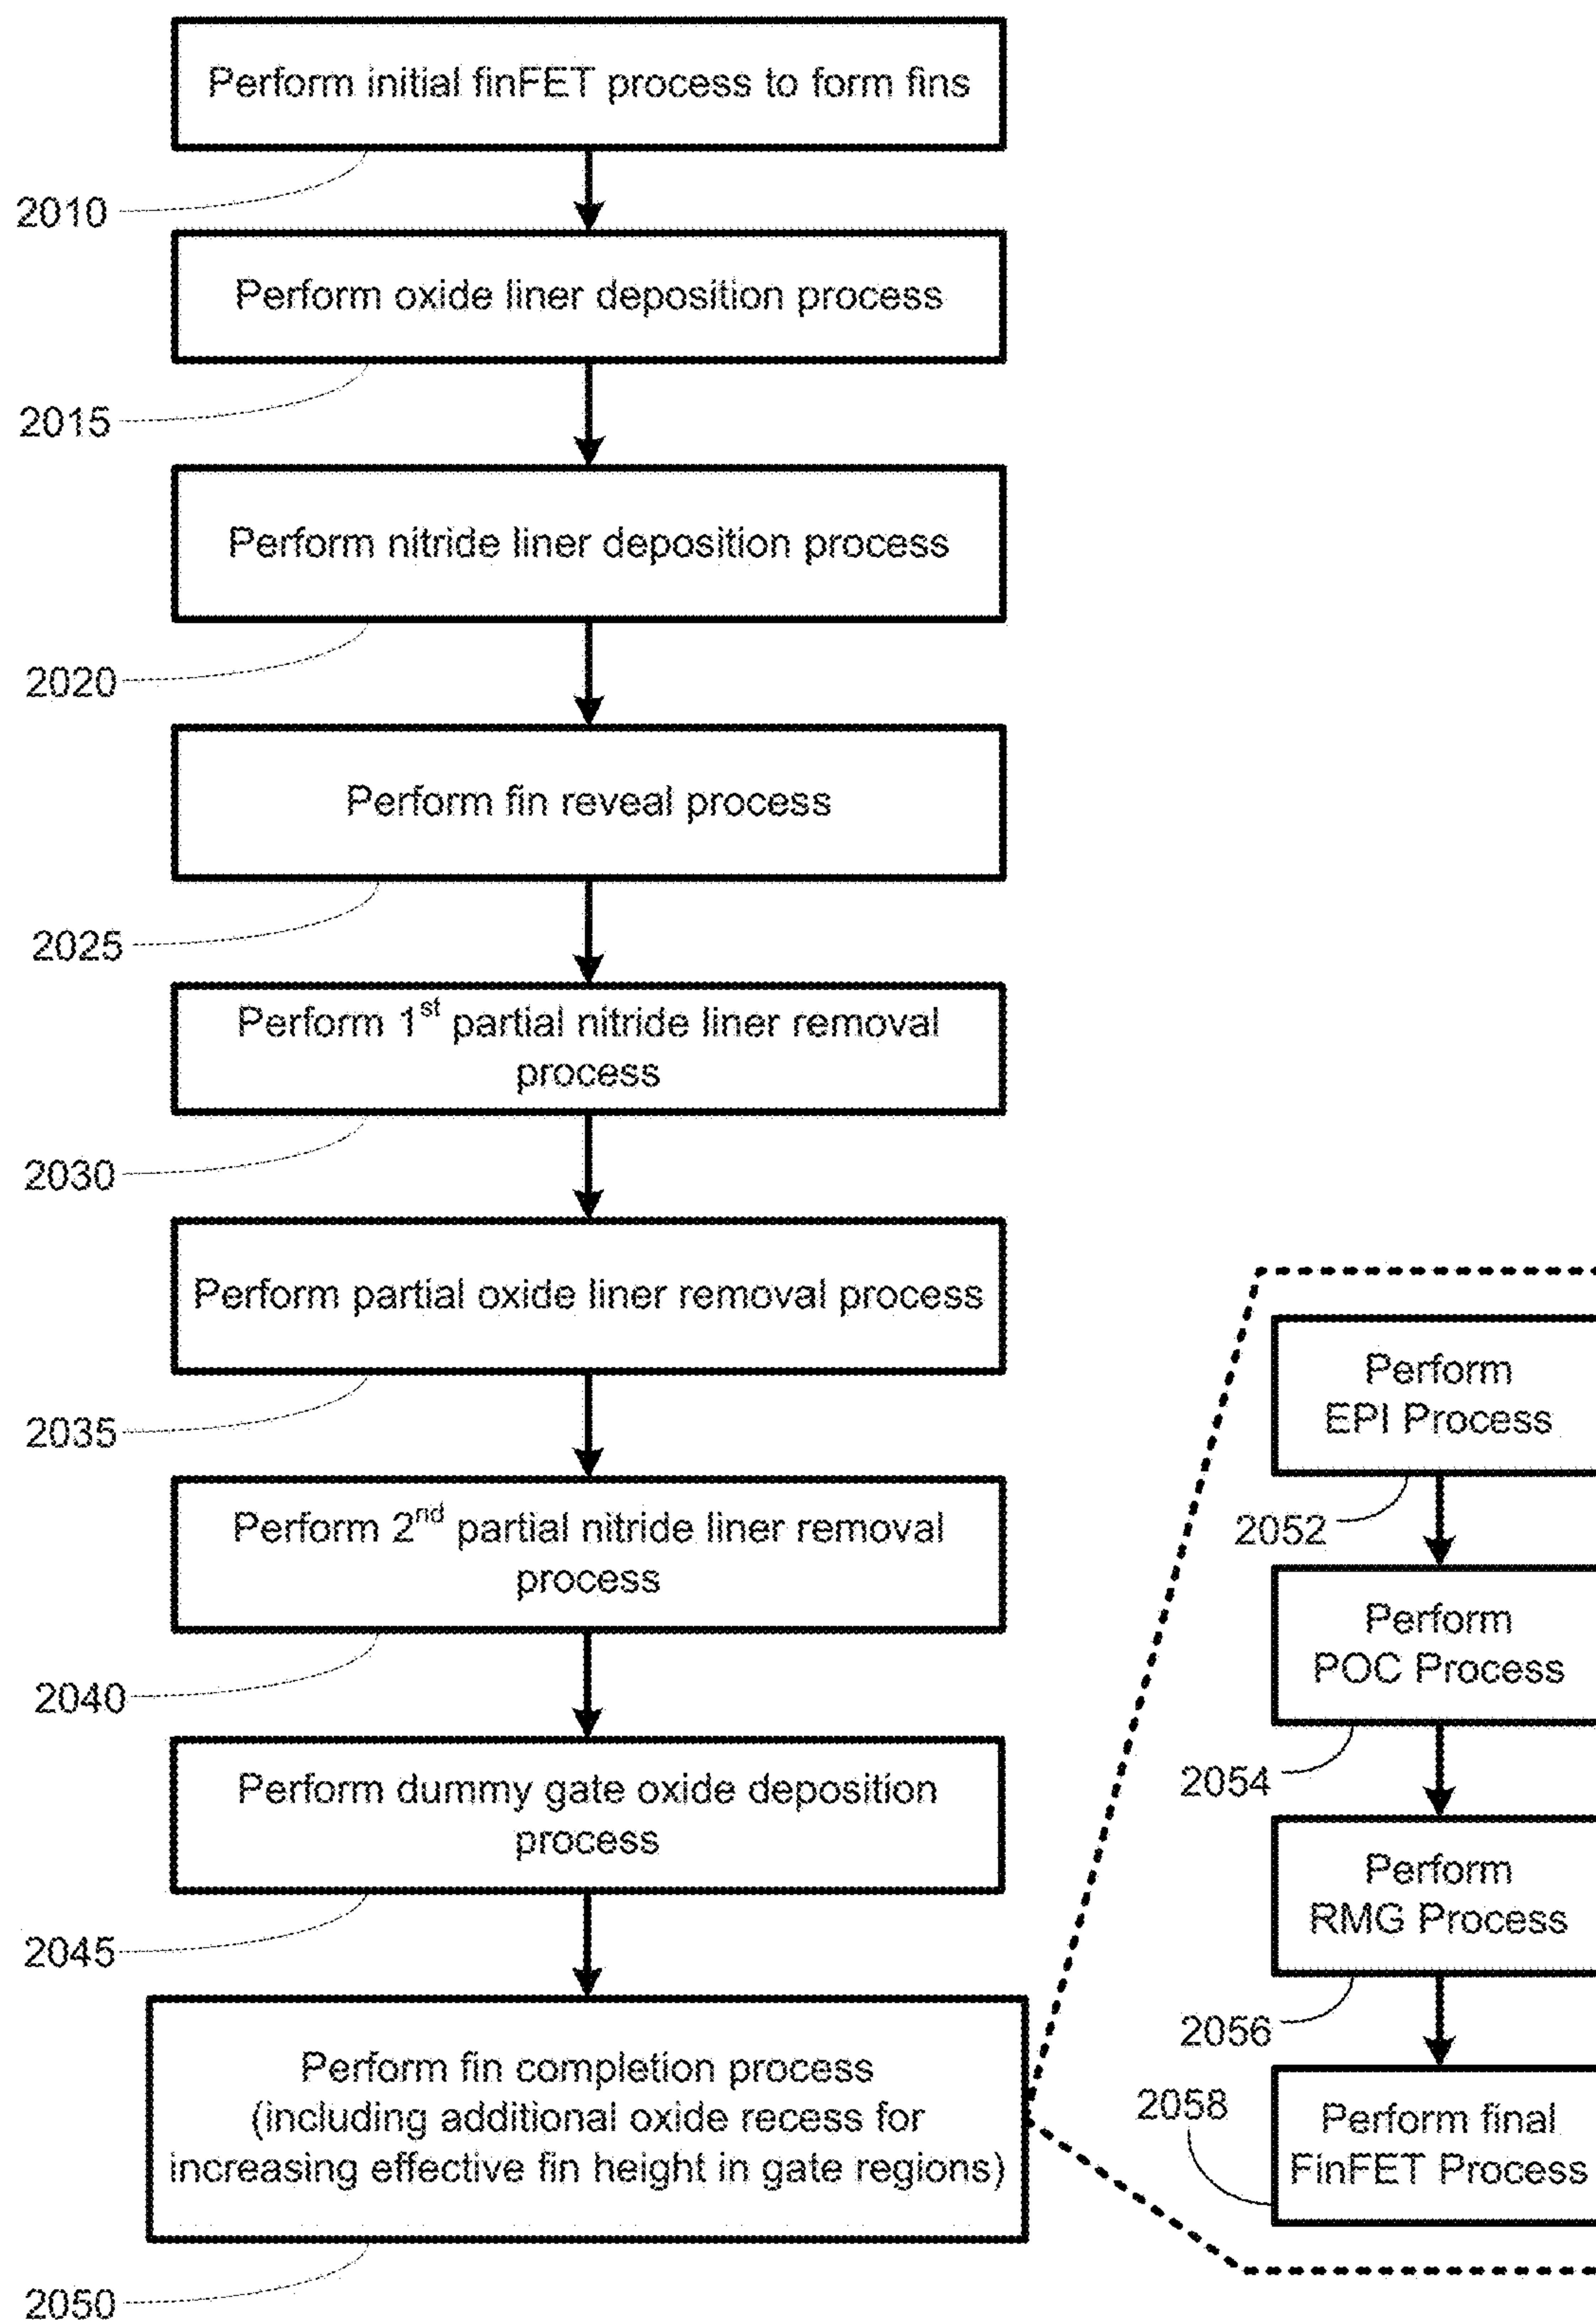 Perform initial finFET process to form fins
2010
Perform oxide liner deposition process
2015
Perform nitride liner deposition process
2020
Perform fin reveal process
2025
Perform 1st partial nitride liner removal
process
2030
Perform partial oxide liner removal process
2035
Perform 2nd partial nitride liner removal
process
2040
Perform dummy gate oxide deposition
process
2045
Perform fin completion process
(including additional oxide recess for
increasing effective fin height in gate regions)
2050
Perform
EPI Process
2052
Perform
POC Process
2054
Perform
RMG Process
2056
Perform final
FinFET Process
2058